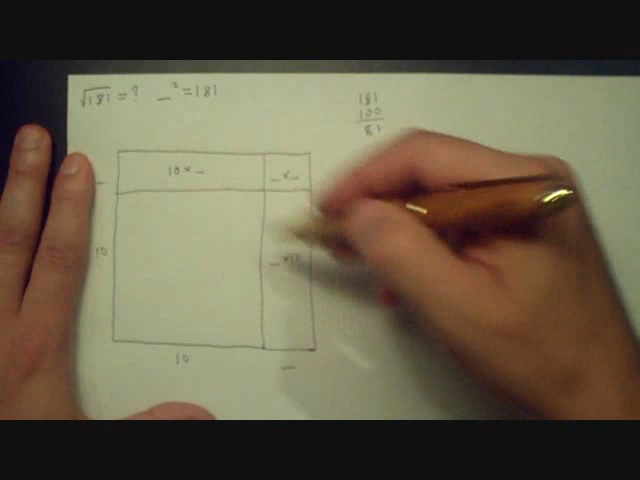 √181 = ? _² = 181
181
100
81
10 x _
_ x _
_
10
_ x 10
10
_